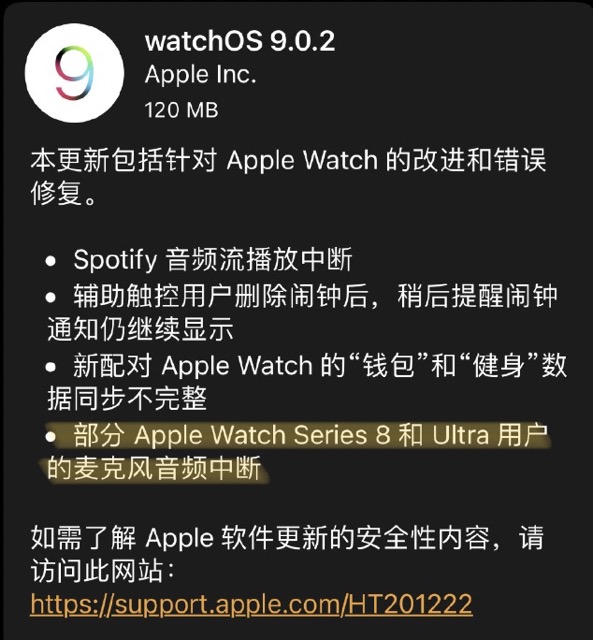 9
watchOS 9.0.2
Apple Inc.
120 MB
本更新包括针对 Apple Watch 的改进和错误
修复。
• Spotify 音频流播放中断
• 辅助触控用户删除闹钟后，稍后提醒闹钟
通知仍继续显示
• 新配对 Apple Watch 的“钱包”和“健身”数
据同步不完整
• 部分 Apple Watch Series 8 和 Ultra 用户
的麦克风音频中断
如需了解 Apple 软件更新的安全性内容，请
访问此网站：
https://support.apple.com/HT201222